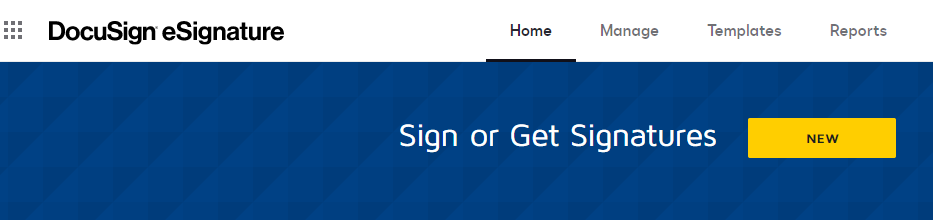 DocuSign eSignature Home Manage Templates Reports
Sign or Get Signatures NEW